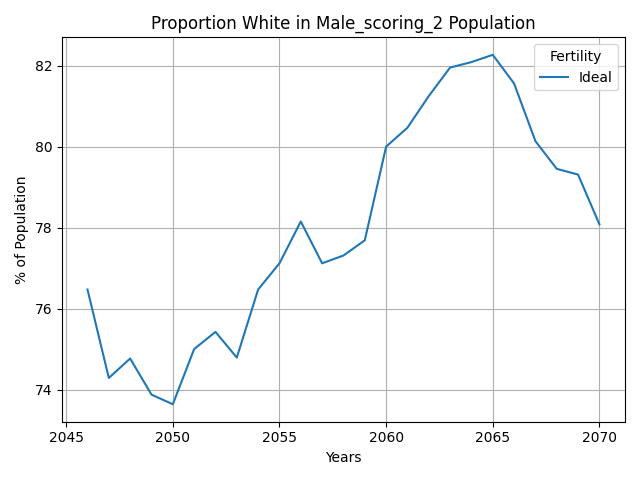 Proportion White in Male_scoring_2 Population
Fertility
Ideal
% of Population
82
80
78
76
74
2045
2050
2055
2060
2065
2070
Years